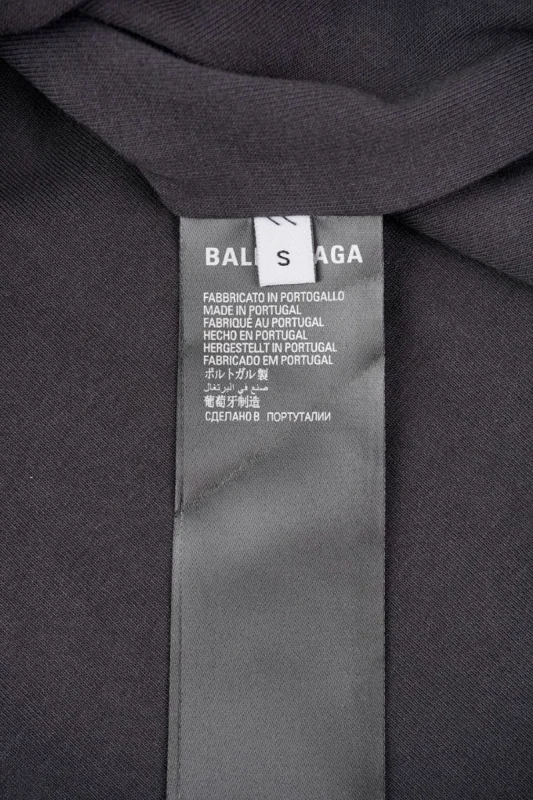 BAL AGA
S
FABBRICATO IN PORTOGALLO
MADE IN PORTUGAL
FABRIQUÉ AU PORTUGAL
HECHO EN PORTUGAL
HERGESTELLT IN PORTUGAL
FABRICADO EM PORTUGAL
ポルトガル製
صنع في البرتغال
葡萄牙制造
СДЕЛАНО В ПОРТУТАЛИИ